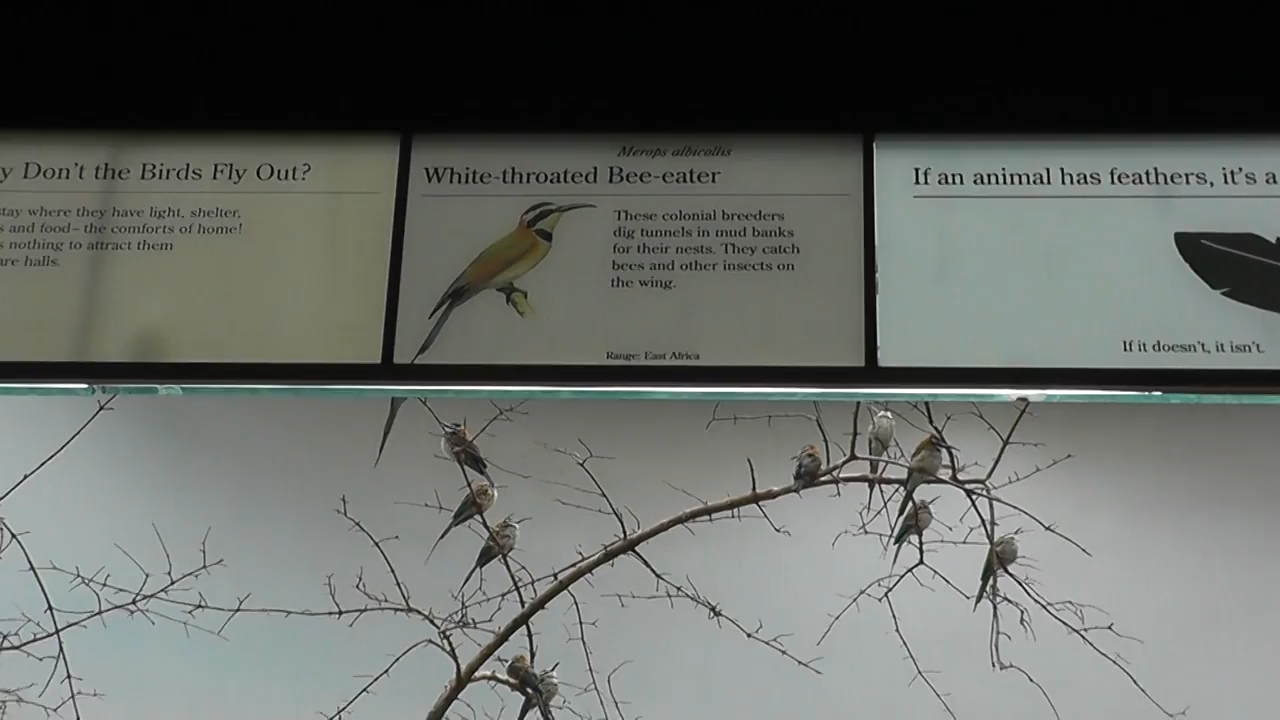 y Don't the Birds Fly Out?
stay where they have light, shelter,
s and food– the comforts of home!
s nothing to attract them
are halls.
Merops albicollis
White-throated Bee-eater
These colonial breeders
dig tunnels in mud banks
for their nests. They catch
bees and other insects on
the wing.
Range: East Africa
If an animal has feathers, it's a
If it doesn't, it isn't.